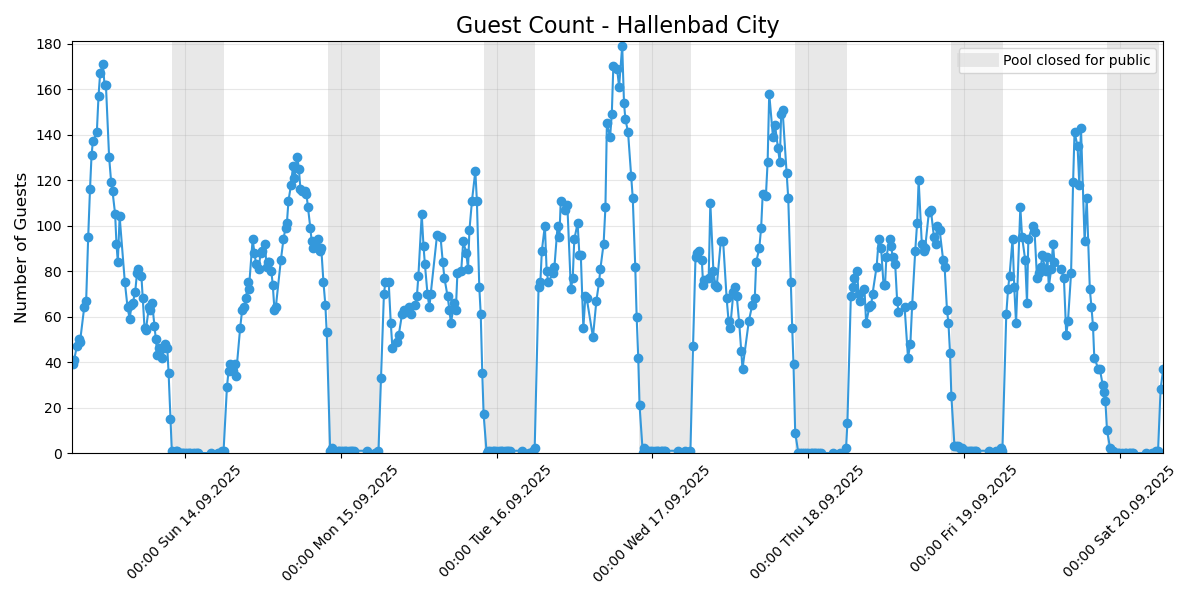 Guest Count - Hallenbad City
Pool closed for public
Number of Guests
180
160
140
120
100
80
60
40
20
0
00:00 Sun 14.09.2025
00:00 Mon 15.09.2025
00:00 Tue 16.09.2025
00:00 Wed 17.09.2025
00:00 Thu 18.09.2025
00:00 Fri 19.09.2025
00:00 Sat 20.09.2025